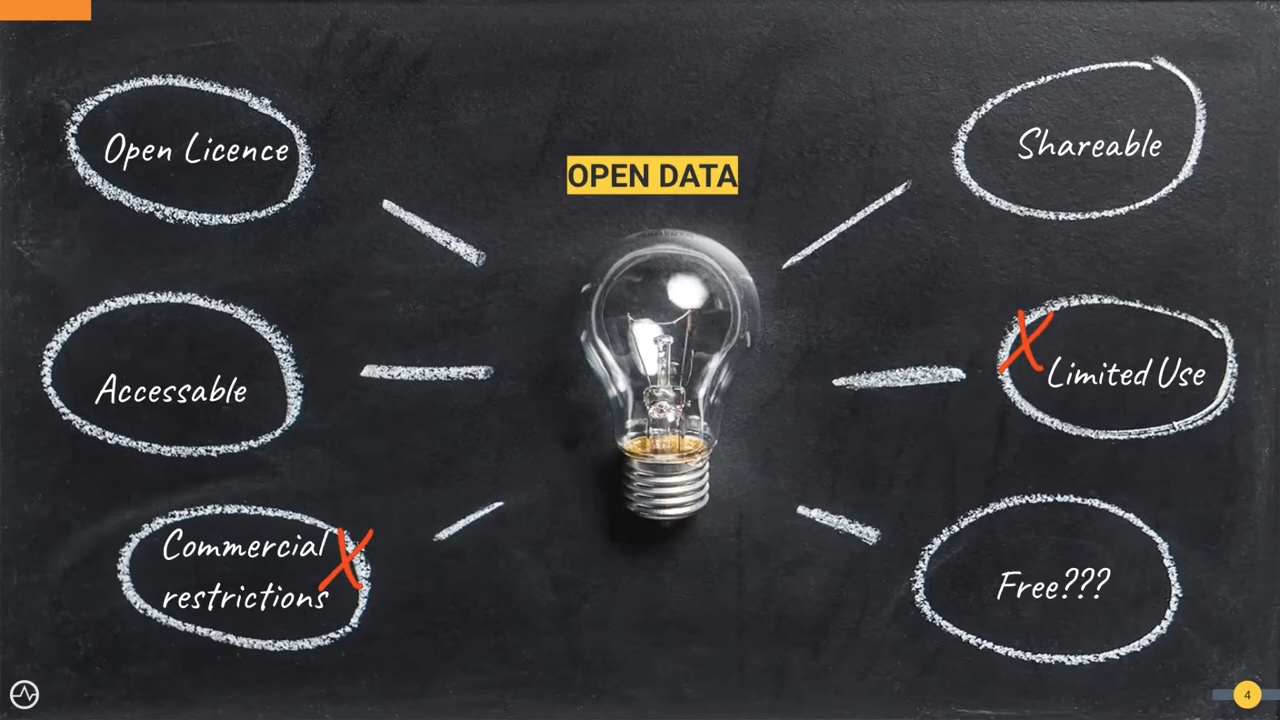 OPEN DATA
Open Licence
Shareable
Accessable
Limited Use
Commercial
restrictions
Free???
4